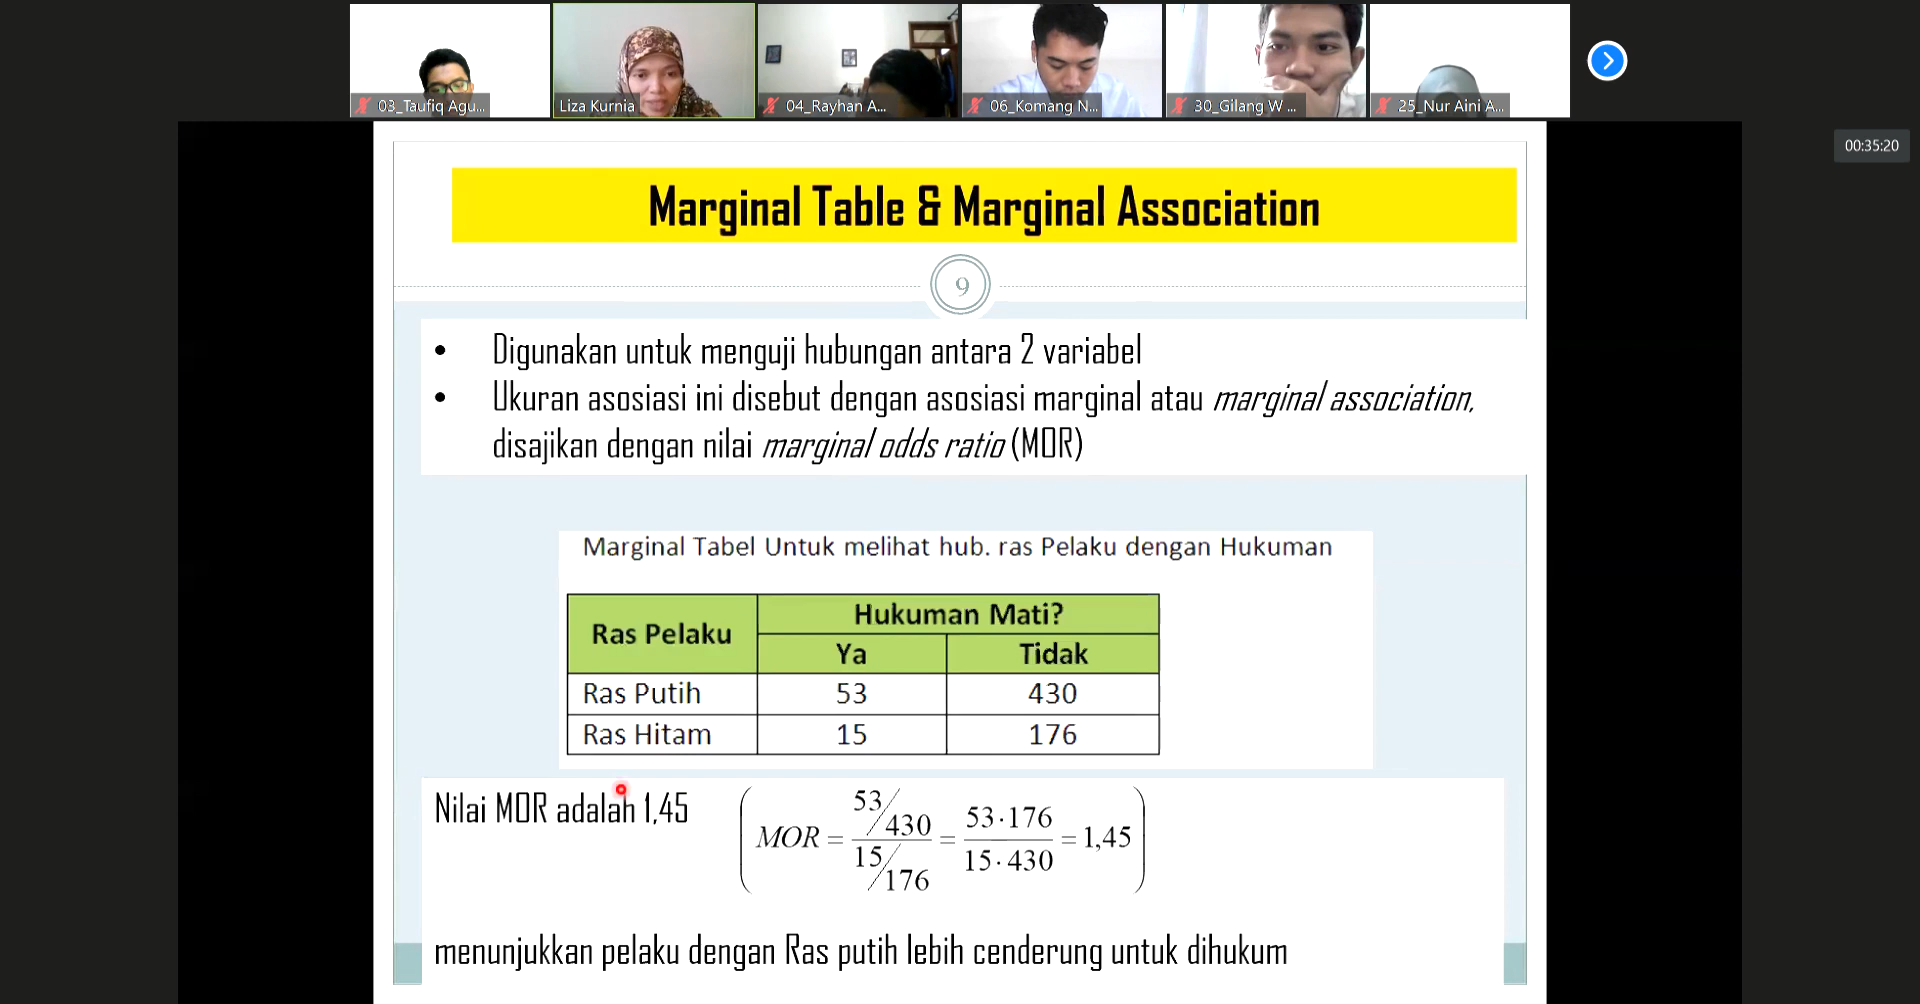 03_Taufiq Agu...
Liza Kurnia
04_Rayhan A...
06_Komang N...
30_Gilang W ...
25_Nur Aini A...
00:35:20
Marginal Table & Marginal Association
9
• Digunakan untuk menguji hubungan antara 2 variabel
• Ukuran asosiasi ini disebut dengan asosiasi marginal atau marginal association,
disajikan dengan nilai marginal odds ratio (MOR)
Marginal Tabel Untuk melihat hub. ras Pelaku dengan Hukuman
Ras Pelaku
Hukuman Mati?
Ya Tidak
Ras Putih 53 430
Ras Hitam 15 176
Nilai MOR adalah 1,45
(MOR = 53/430 / 15/176 = 53·176 / 15·430 = 1,45)
menunjukkan pelaku dengan Ras putih lebih cenderung untuk dihukum